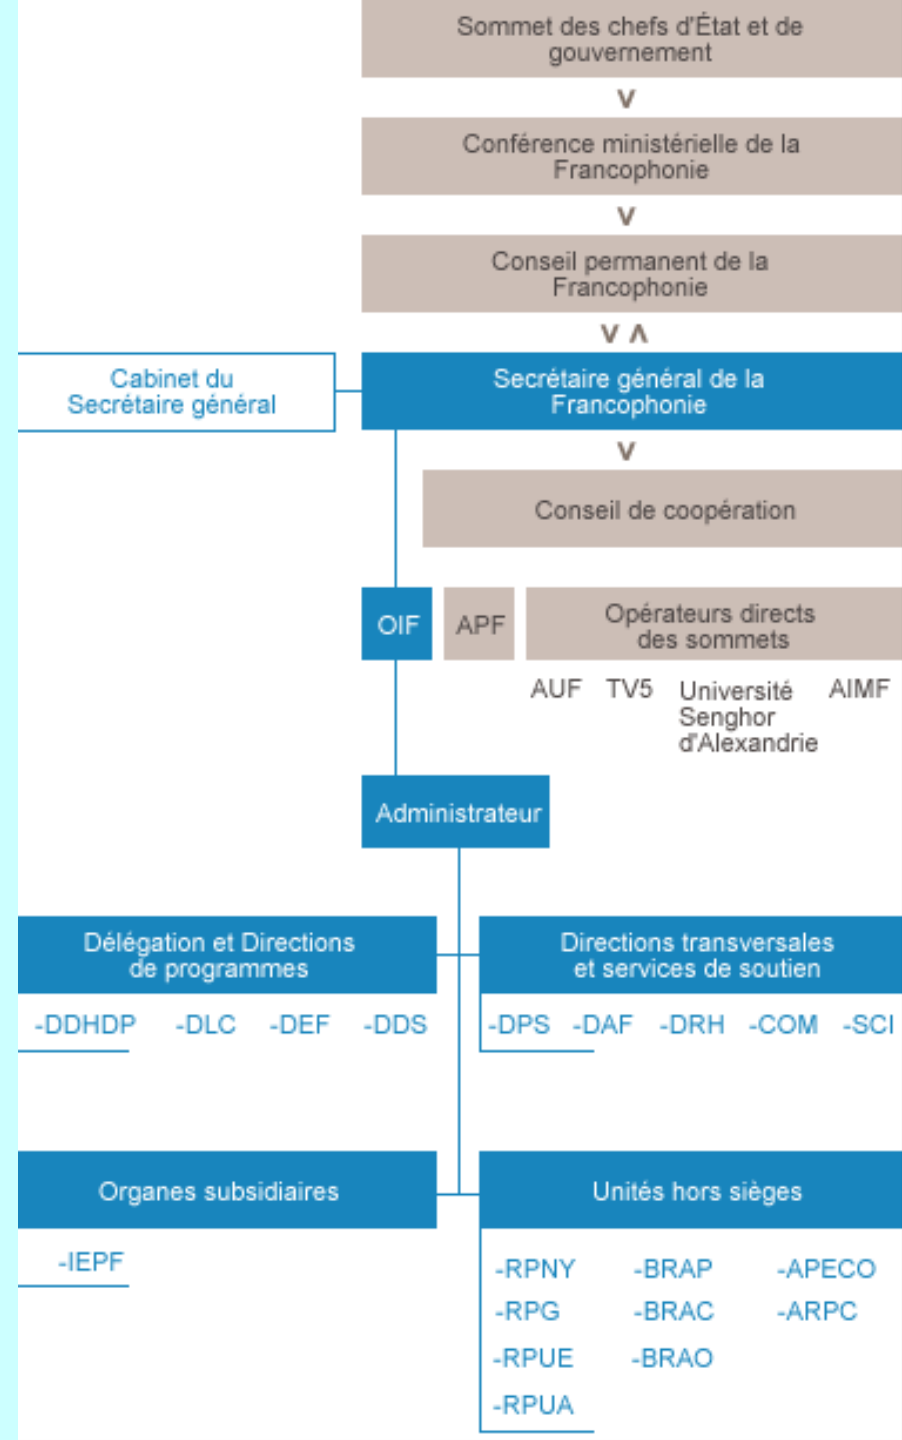 Sommet des chefs d'État et de
gouvernement
V
Conférence ministérielle de la
Francophonie
V
Conseil permanent de la
Francophonie
V Λ
Cabinet du
Secrétaire général
Secrétaire général de la
Francophonie
V
Conseil de coopération
OIF
APF
Opérateurs directs
des sommets
AUF TV5 Université
Senghor
d'Alexandrie
AIMF
Administrateur
Délégation et Directions
de programmes
-DDHDP -DLC -DEF -DDS
Directions transversales
et services de soutien
-DPS -DAF -DRH -COM -SCI
Organes subsidiaires
-IEPF
Unités hors sièges
-RPNY -BRAP -APECO
-RPG -BRAC -ARPC
-RPUE -BRAO
-RPUA